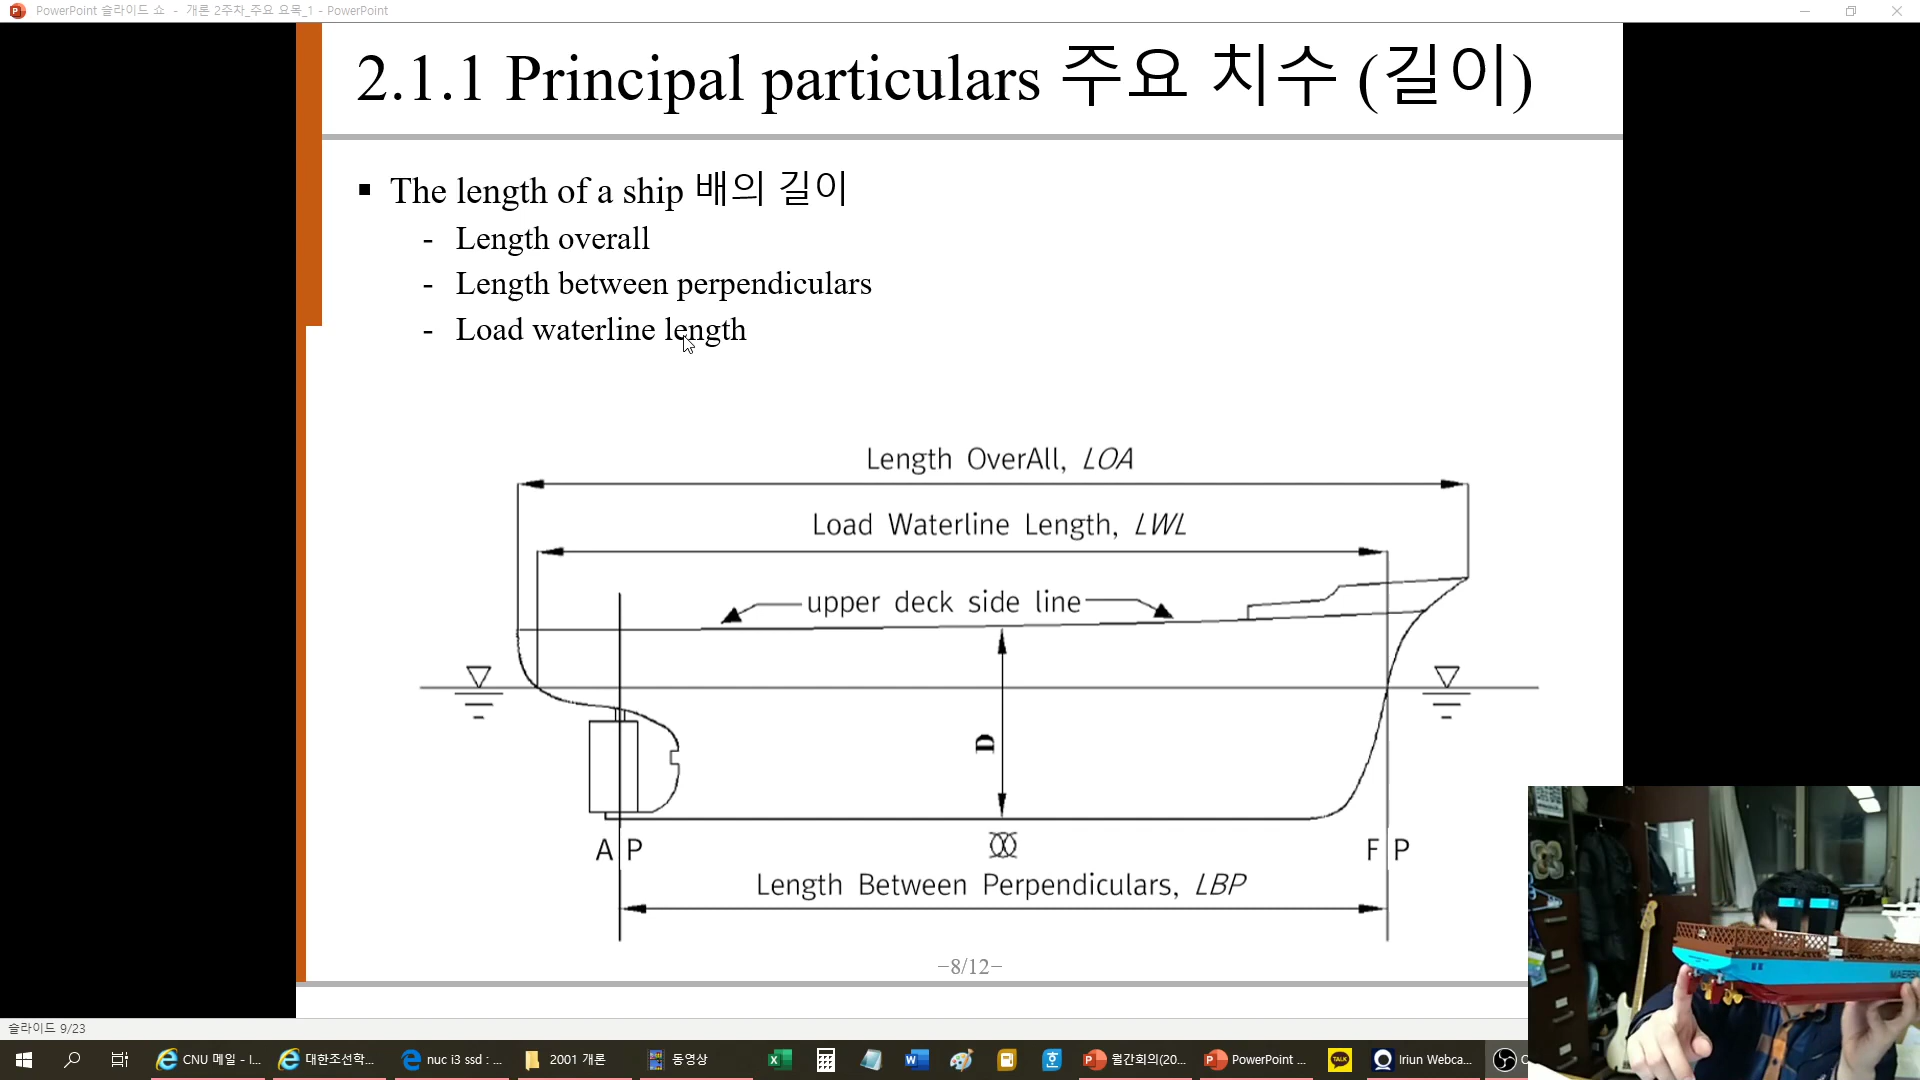 PowerPoint 슬라이드 쇼 - 개론 2주차_주요 요목_1 - PowerPoint
2.1.1 Principal particulars 주요 치수 (길이)
▪ The length of a ship 배의 길이
- Length overall
- Length between perpendiculars
- Load waterline length
Length OverAll, LOA
Load Waterline Length, LWL
upper deck side line
D
A P
F P
Length Between Perpendiculars, LBP
–8/12–
슬라이드 9/23
CNU 메일 - I...
대한조선학...
nuc i3 ssd : ...
2001 개론
동영상
월간회의(20...
PowerPoint ...
TALK
Iriun Webca...